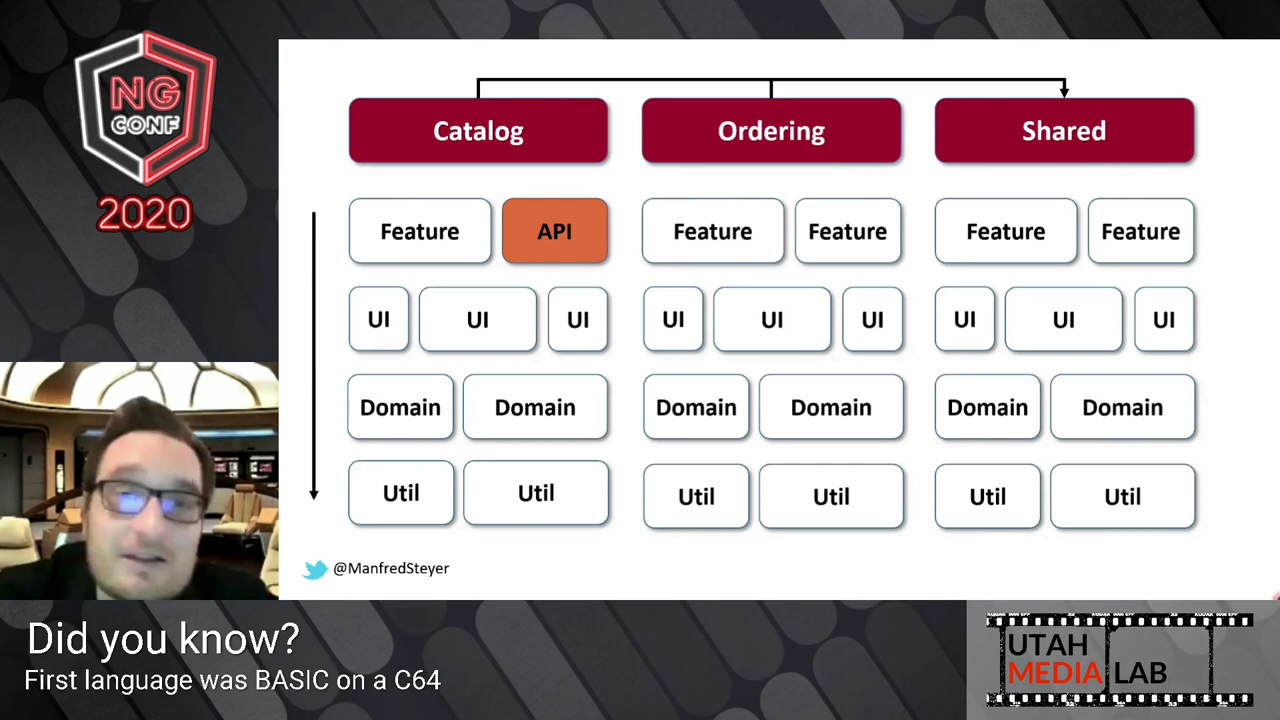 NG
CONF
2020
Catalog Ordering Shared
Feature API Feature Feature Feature Feature
UI UI UI UI UI UI UI UI UI
Domain Domain Domain Domain Domain Domain
Util Util Util Util Util Util
@ManfredSteyer
Did you know?
First language was BASIC on a C64
UTAH
MEDIA LAB